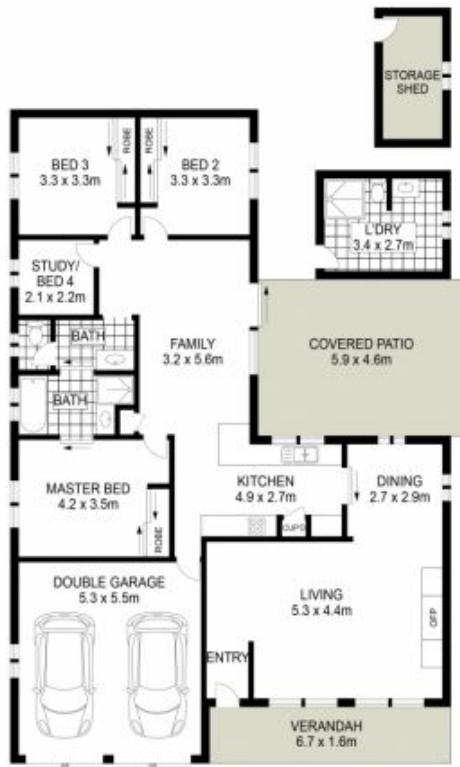 STORAGE
SHED
BED 3
3.3 x 3.3m
ROBE
ROBE
BED 2
3.3 x 3.3m
L'DRY
3.4 x 2.7m
STUDY/
BED 4
2.1 x 2.2m
BATH
FAMILY
3.2 x 5.6m
COVERED PATIO
5.9 x 4.6m
BATH
MASTER BED
4.2 x 3.5m
ROBE
KITCHEN
4.9 x 2.7m
CUP'D
DINING
2.7 x 2.9m
DOUBLE GARAGE
5.3 x 5.5m
LIVING
5.3 x 4.4m
OFP
ENTRY
VERANDAH
6.7 x 1.6m